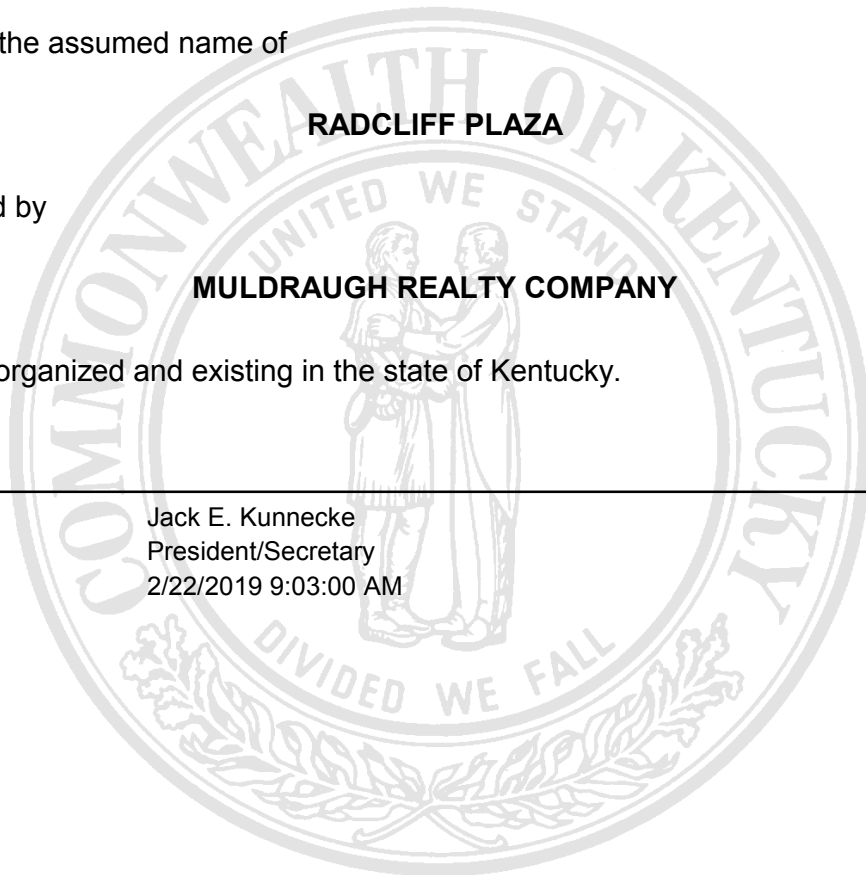 the assumed name of
RADCLIFF PLAZA
d by
MULDRAUGH REALTY COMPANY
organized and existing in the state of Kentucky.
Jack E. Kunnecke
President/Secretary
2/22/2019 9:03:00 AM
COMMONWEALTH OF KENTUCKY
UNITED WE STAND
DIVIDED WE FALL